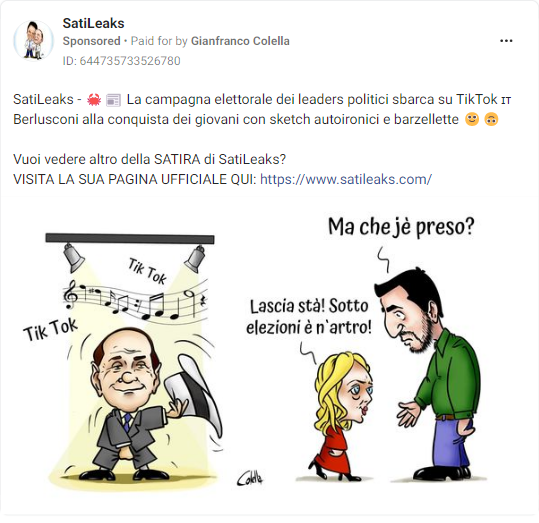 SatiLeaks
Sponsored • Paid for by Gianfranco Colella
ID: 644735733526780
SatiLeaks - 🦀 📰 La campagna elettorale dei leaders politici sbarca su TikTok IT
Berlusconi alla conquista dei giovani con sketch autoironici e barzellette 🙂 🙃
Vuoi vedere altro della SATIRA di SatiLeaks?
VISITA LA SUA PAGINA UFFICIALE QUI: https://www.satileaks.com/
Tik Tok
Tik Tok
Ma che jè preso?
Lascia stà! Sotto
elezioni è n'artro!
Colella